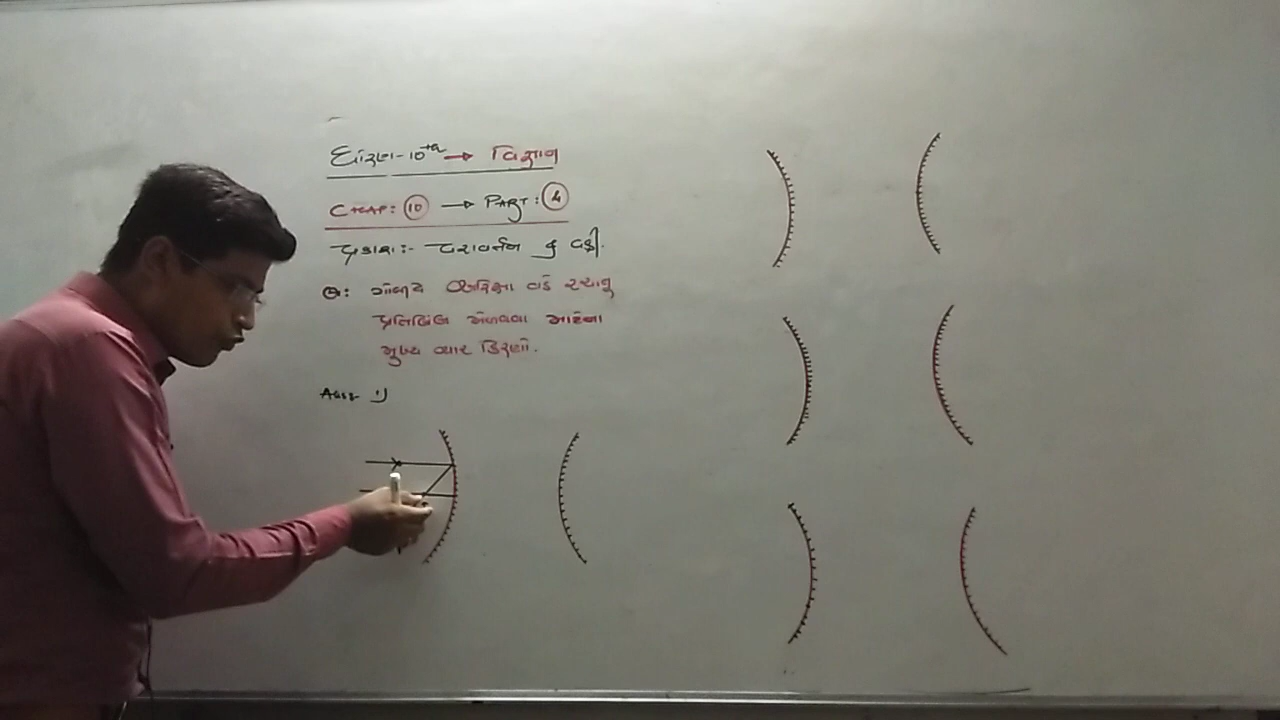 ધોરણ-10th → વિજ્ઞાન
CHAP: 10 → PART: 4
પ્રકાશ:- પરાવર્તન & વક્રી.
Q: ગોલીય અરીસા વડે રચાતુ
પ્રતિબિંબ મેળવવા માટેના
મુખ્ય ચાર કિરણો.
Ans 1)